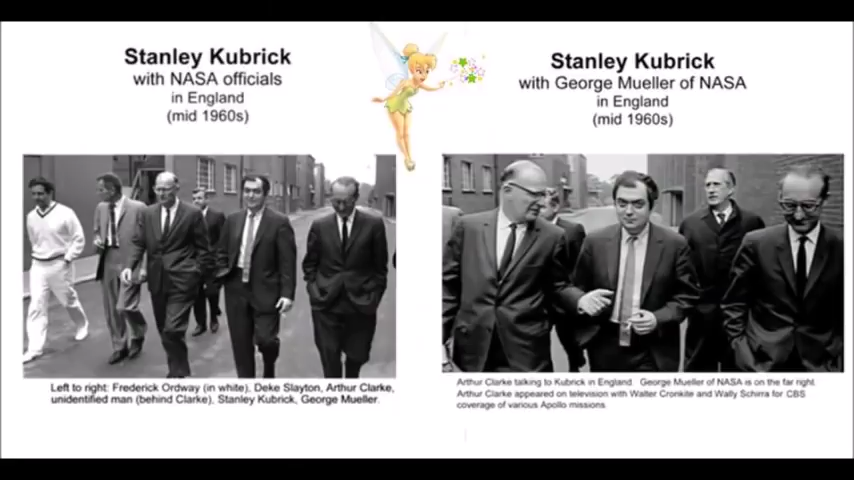 Stanley Kubrick
with NASA officials
in England
(mid 1960s)
Left to right: Frederick Ordway (in white), Deke Slayton, Arthur Clarke,
unidentified man (behind Clarke), Stanley Kubrick, George Mueller.
Stanley Kubrick
with George Mueller of NASA
in England
(mid 1960s)
Arthur Clarke talking to Kubrick in England. George Mueller of NASA is on the far right.
Arthur Clarke appeared on television with Walter Cronkite and Wally Schirra for CBS
coverage of various Apollo missions.